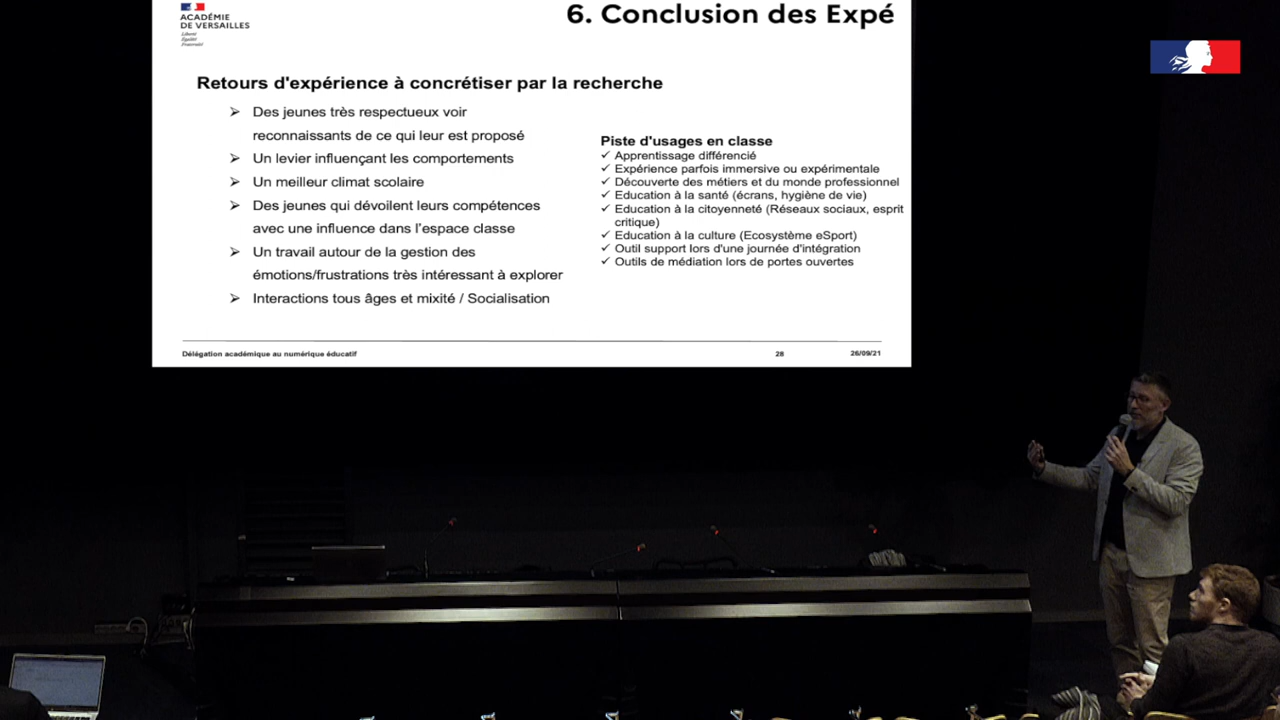 ACADÉMIE
DE VERSAILLES
Liberté
Égalité
Fraternité
6. Conclusion des Expé
Retours d'expérience à concrétiser par la recherche
Des jeunes très respectueux voir
reconnaissants de ce qui leur est proposé
Un levier influençant les comportements
Un meilleur climat scolaire
Des jeunes qui dévoilent leurs compétences
avec une influence dans l'espace classe
Un travail autour de la gestion des
émotions/frustrations très intéressant à explorer
Interactions tous âges et mixité / Socialisation
Piste d'usages en classe
✓ Apprentissage différencié
✓ Expérience parfois immersive ou expérimentale
✓ Découverte des métiers et du monde professionnel
✓ Education à la santé (écrans, hygiène de vie)
✓ Education à la citoyenneté (Réseaux sociaux, esprit
critique)
✓ Education à la culture (Ecosystème eSport)
✓ Outil support lors d'une journée d'intégration
✓ Outils de médiation lors de portes ouvertes
Délégation académique au numérique éducatif
28
26/09/21